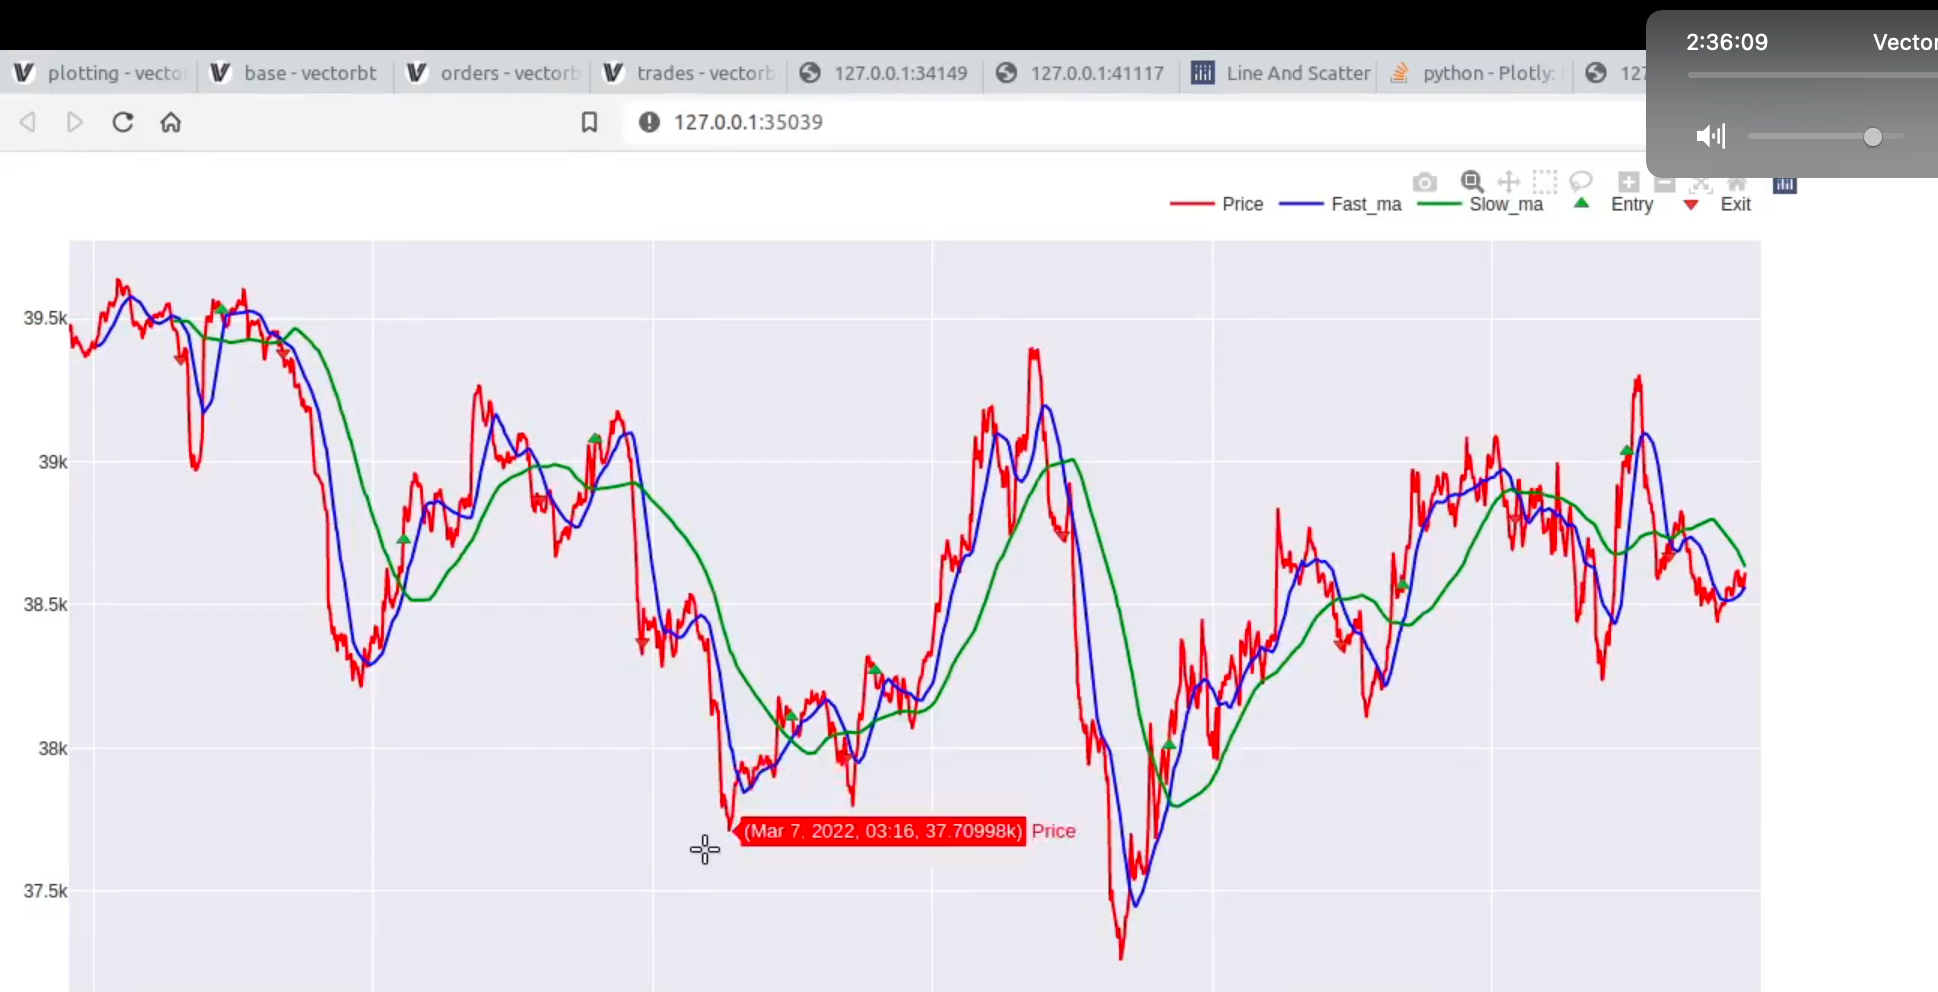 2:36:09 Vector
plotting - vecto
base - vectorbt
orders - vectorb
trades - vectorb
127.0.0.1:34149
127.0.0.1:41117
Line And Scatter
python - Plotly:
127
127.0.0.1:35039
Price Fast_ma Slow_ma Entry Exit
39.5k
39k
38.5k
38k
(Mar 7, 2022, 03:16, 37.70998k) Price
37.5k